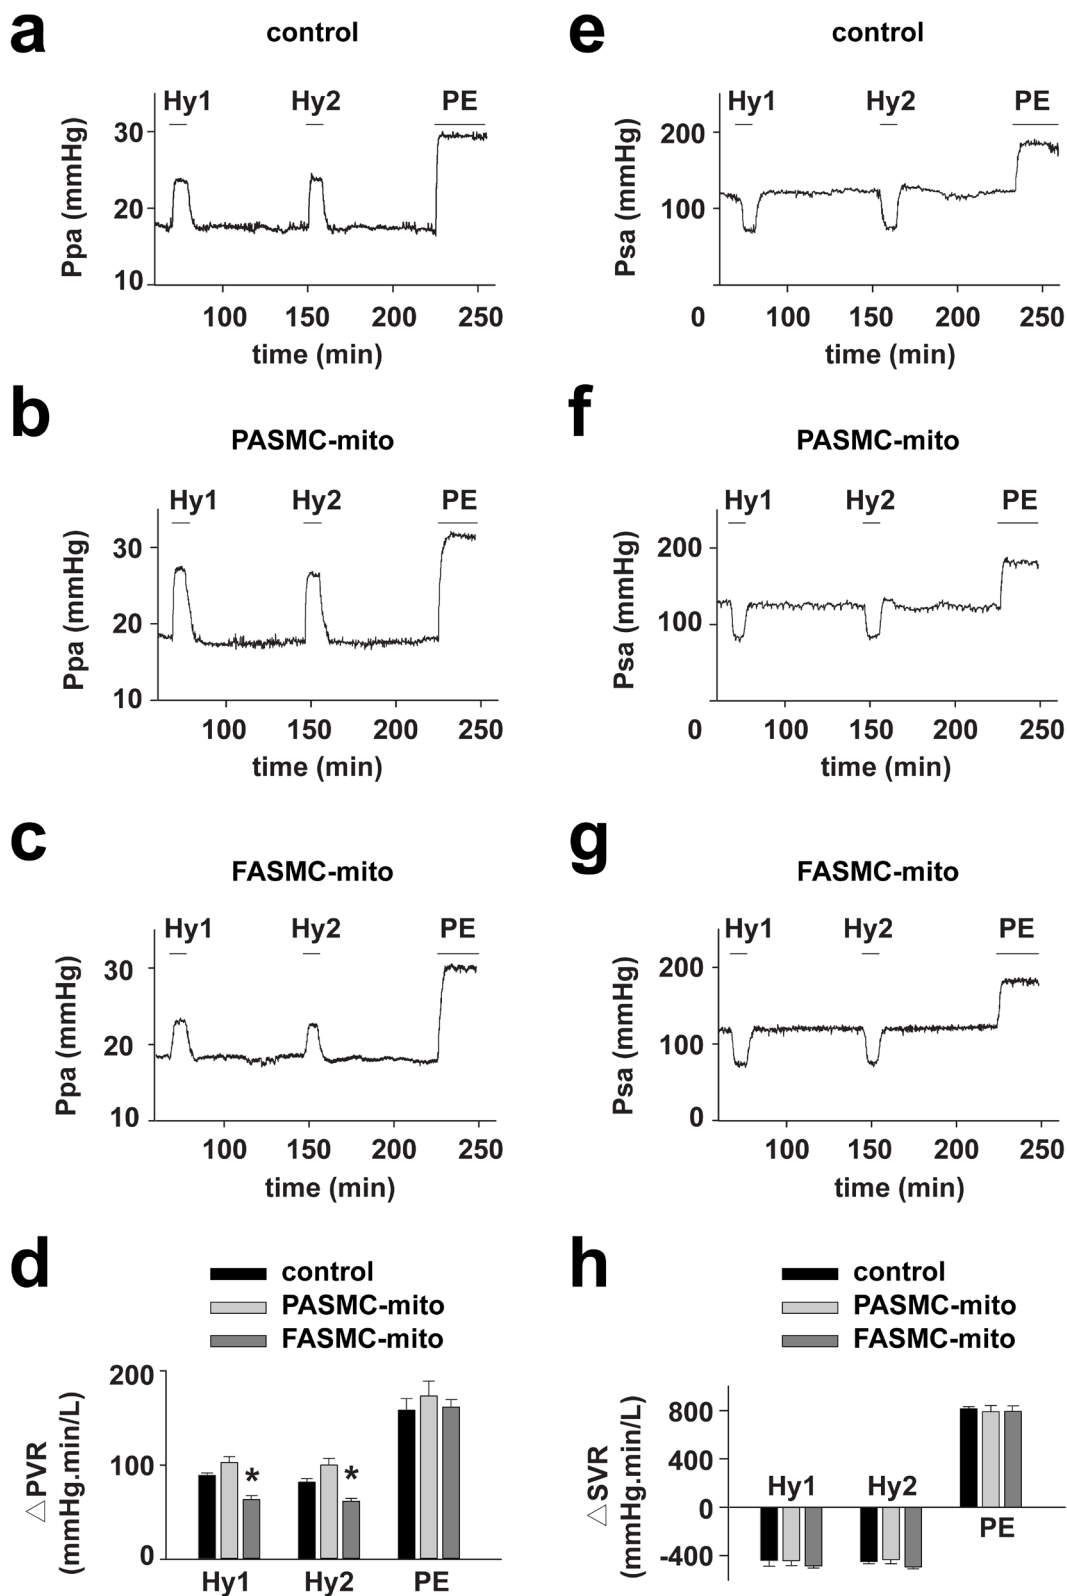 a
control
Hy1 Hy2 PE
Ppa (mmHg)
30
20
10
100 150 200 250
time (min)
b
PASMC-mito
Hy1 Hy2 PE
Ppa (mmHg)
30
20
10
100 150 200 250
time (min)
c
FASMC-mito
Hy1 Hy2 PE
Ppa (mmHg)
30
20
10
100 150 200 250
time (min)
d
control
PASMC-mito
FASMC-mito
△PVR
(mmHg.min/L)
200
100
0
* *
Hy1 Hy2 PE
e
control
Hy1 Hy2 PE
Psa (mmHg)
200
100
0 100 150 200 250
time (min)
f
PASMC-mito
Hy1 Hy2 PE
Psa (mmHg)
200
100
0 100 150 200 250
time (min)
g
FASMC-mito
Hy1 Hy2 PE
Psa (mmHg)
200
100
0
100 150 200 250
time (min)
h
control
PASMC-mito
FASMC-mito
△SVR
(mmHg.min/L)
800
400
0
-400
Hy1 Hy2
PE